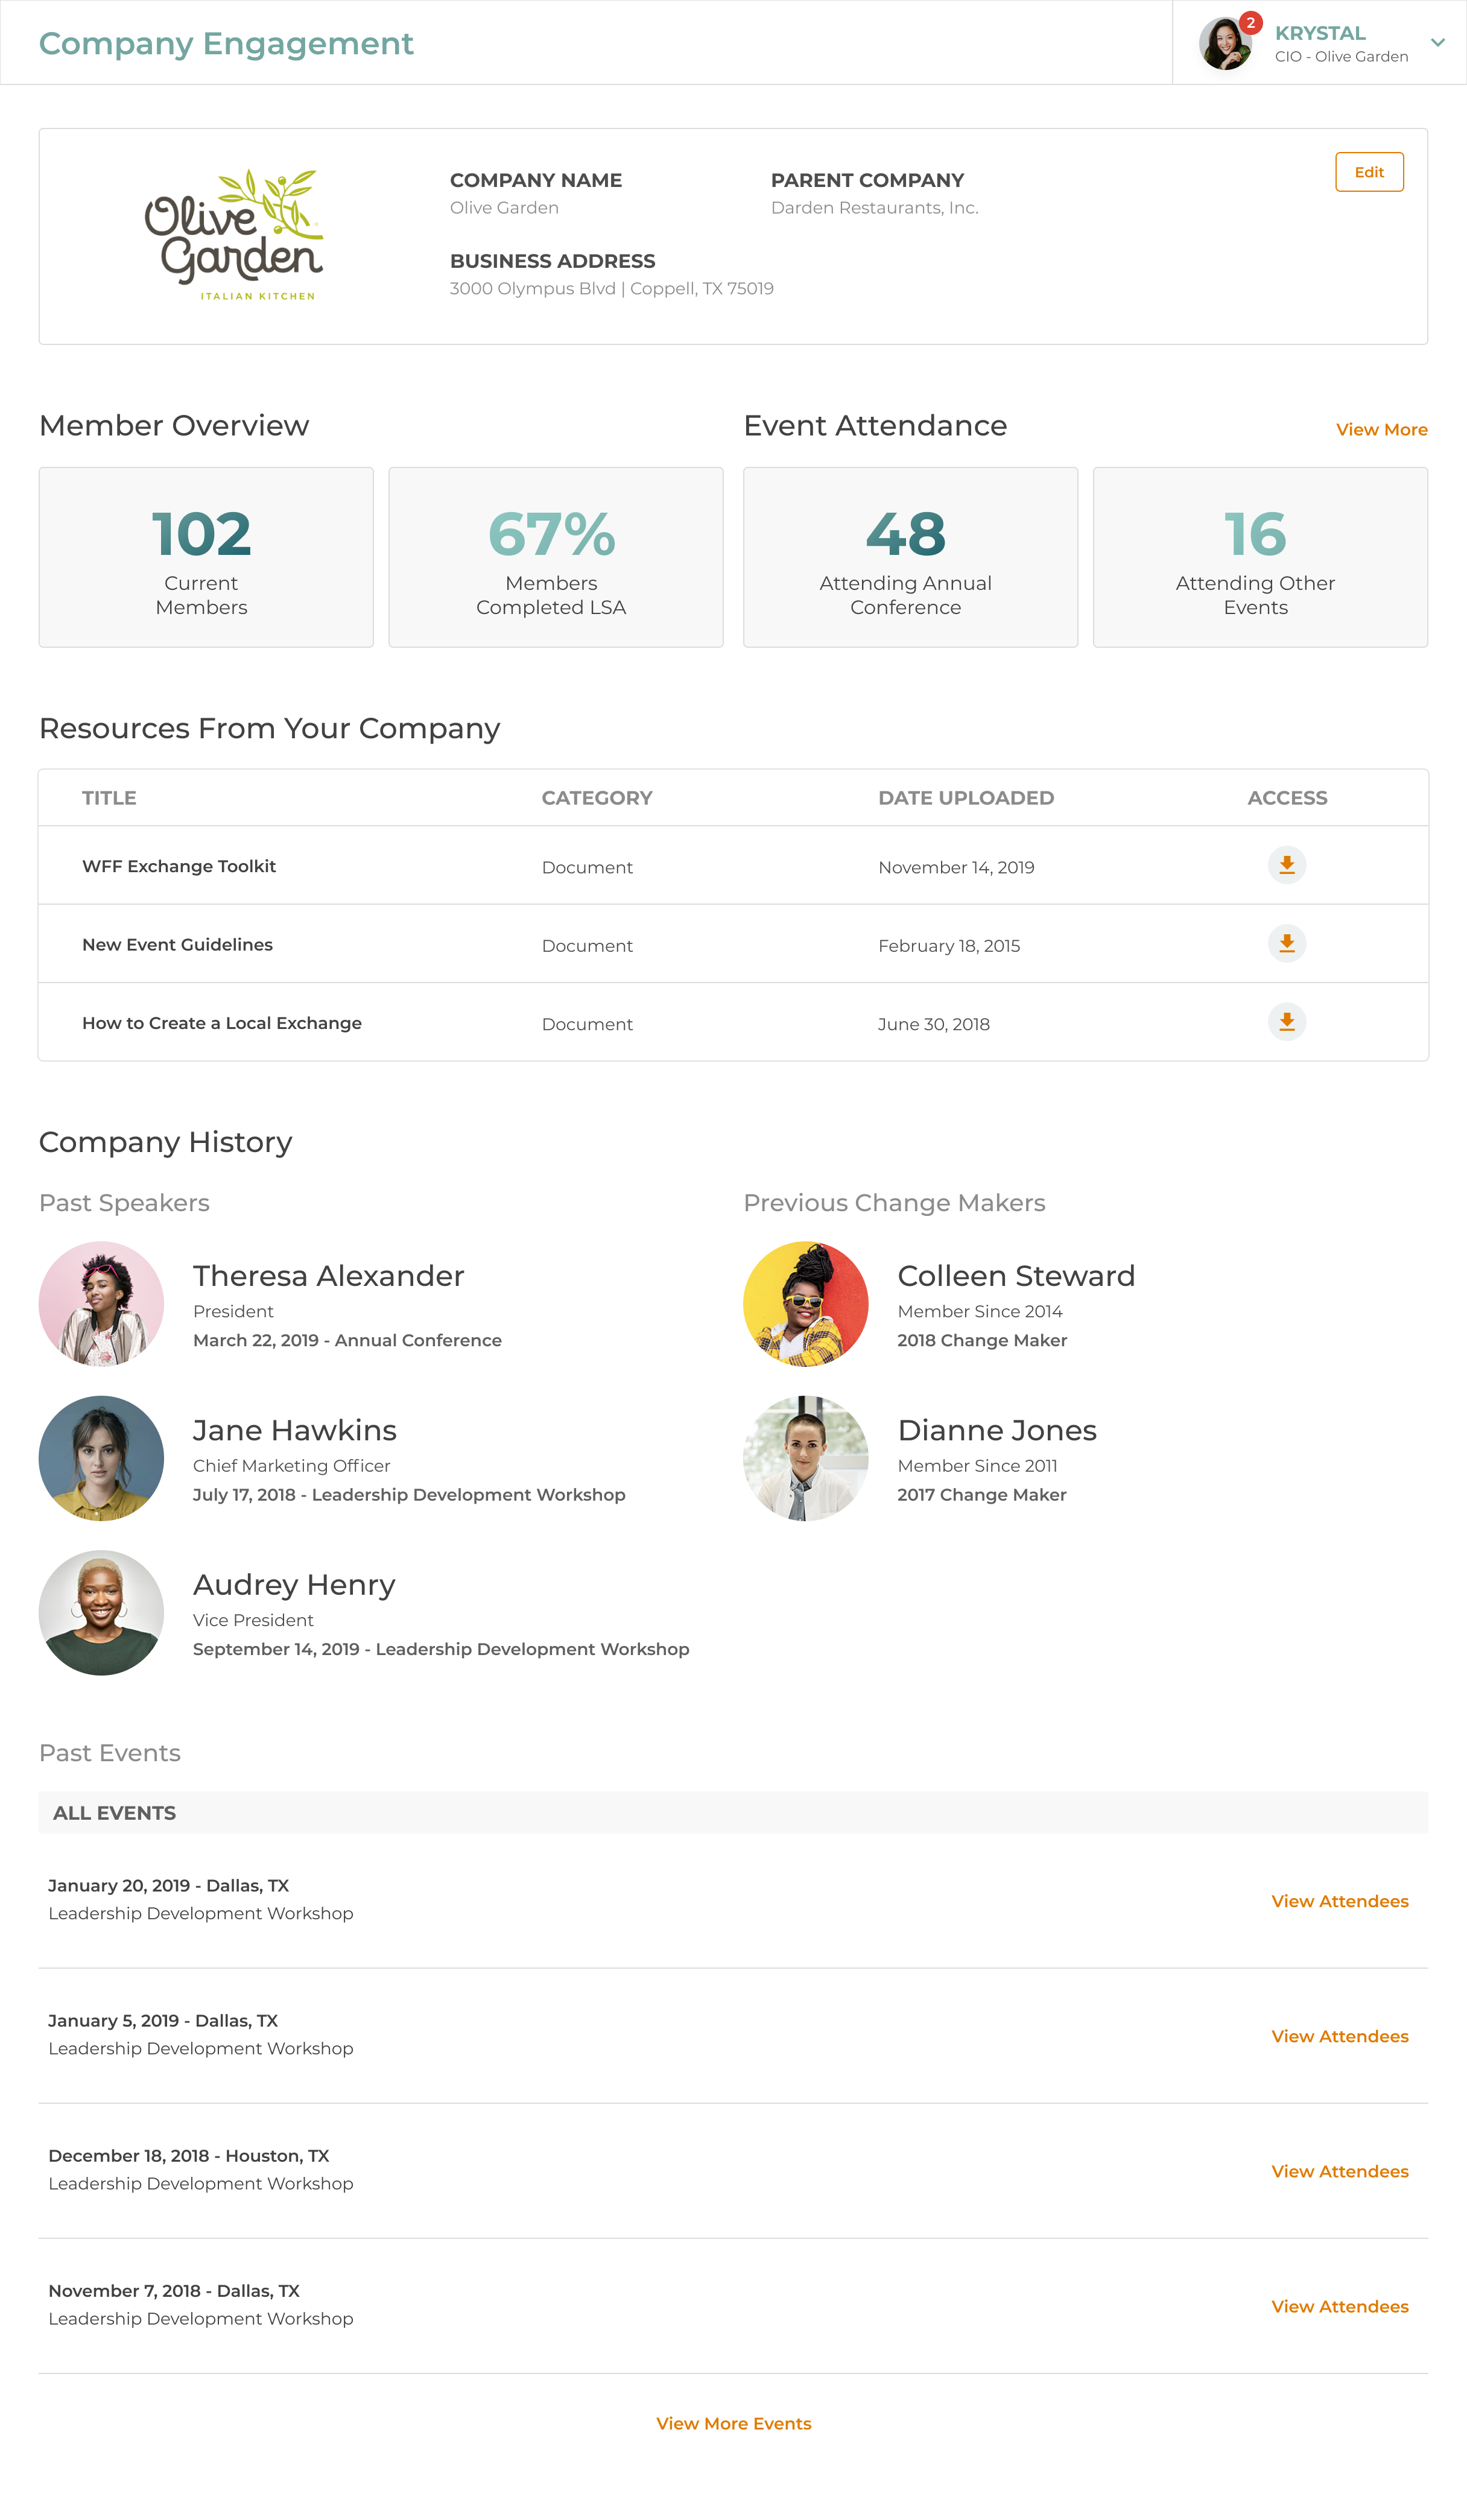 Company Engagement
2
KRYSTAL
CIO - Olive Garden
Olive
Garden
ITALIAN KITCHEN
COMPANY NAME
Olive Garden
PARENT COMPANY
Darden Restaurants, Inc.
BUSINESS ADDRESS
3000 Olympus Blvd | Coppell, TX 75019
Edit
Member Overview
102
Current
Members
67%
Members
Completed LSA
Event Attendance
View More
48
Attending Annual
Conference
16
Attending Other
Events
Resources From Your Company
TITLE CATEGORY DATE UPLOADED ACCESS
WFF Exchange Toolkit Document November 14, 2019
New Event Guidelines Document February 18, 2015
How to Create a Local Exchange Document June 30, 2018
Company History
Past Speakers
Theresa Alexander
President
March 22, 2019 - Annual Conference
Jane Hawkins
Chief Marketing Officer
July 17, 2018 - Leadership Development Workshop
Audrey Henry
Vice President
September 14, 2019 - Leadership Development Workshop
Previous Change Makers
Colleen Steward
Member Since 2014
2018 Change Maker
Dianne Jones
Member Since 2011
2017 Change Maker
Past Events
ALL EVENTS
January 20, 2019 - Dallas, TX
Leadership Development Workshop
View Attendees
January 5, 2019 - Dallas, TX
Leadership Development Workshop
View Attendees
December 18, 2018 - Houston, TX
Leadership Development Workshop
View Attendees
November 7, 2018 - Dallas, TX
Leadership Development Workshop
View Attendees
View More Events